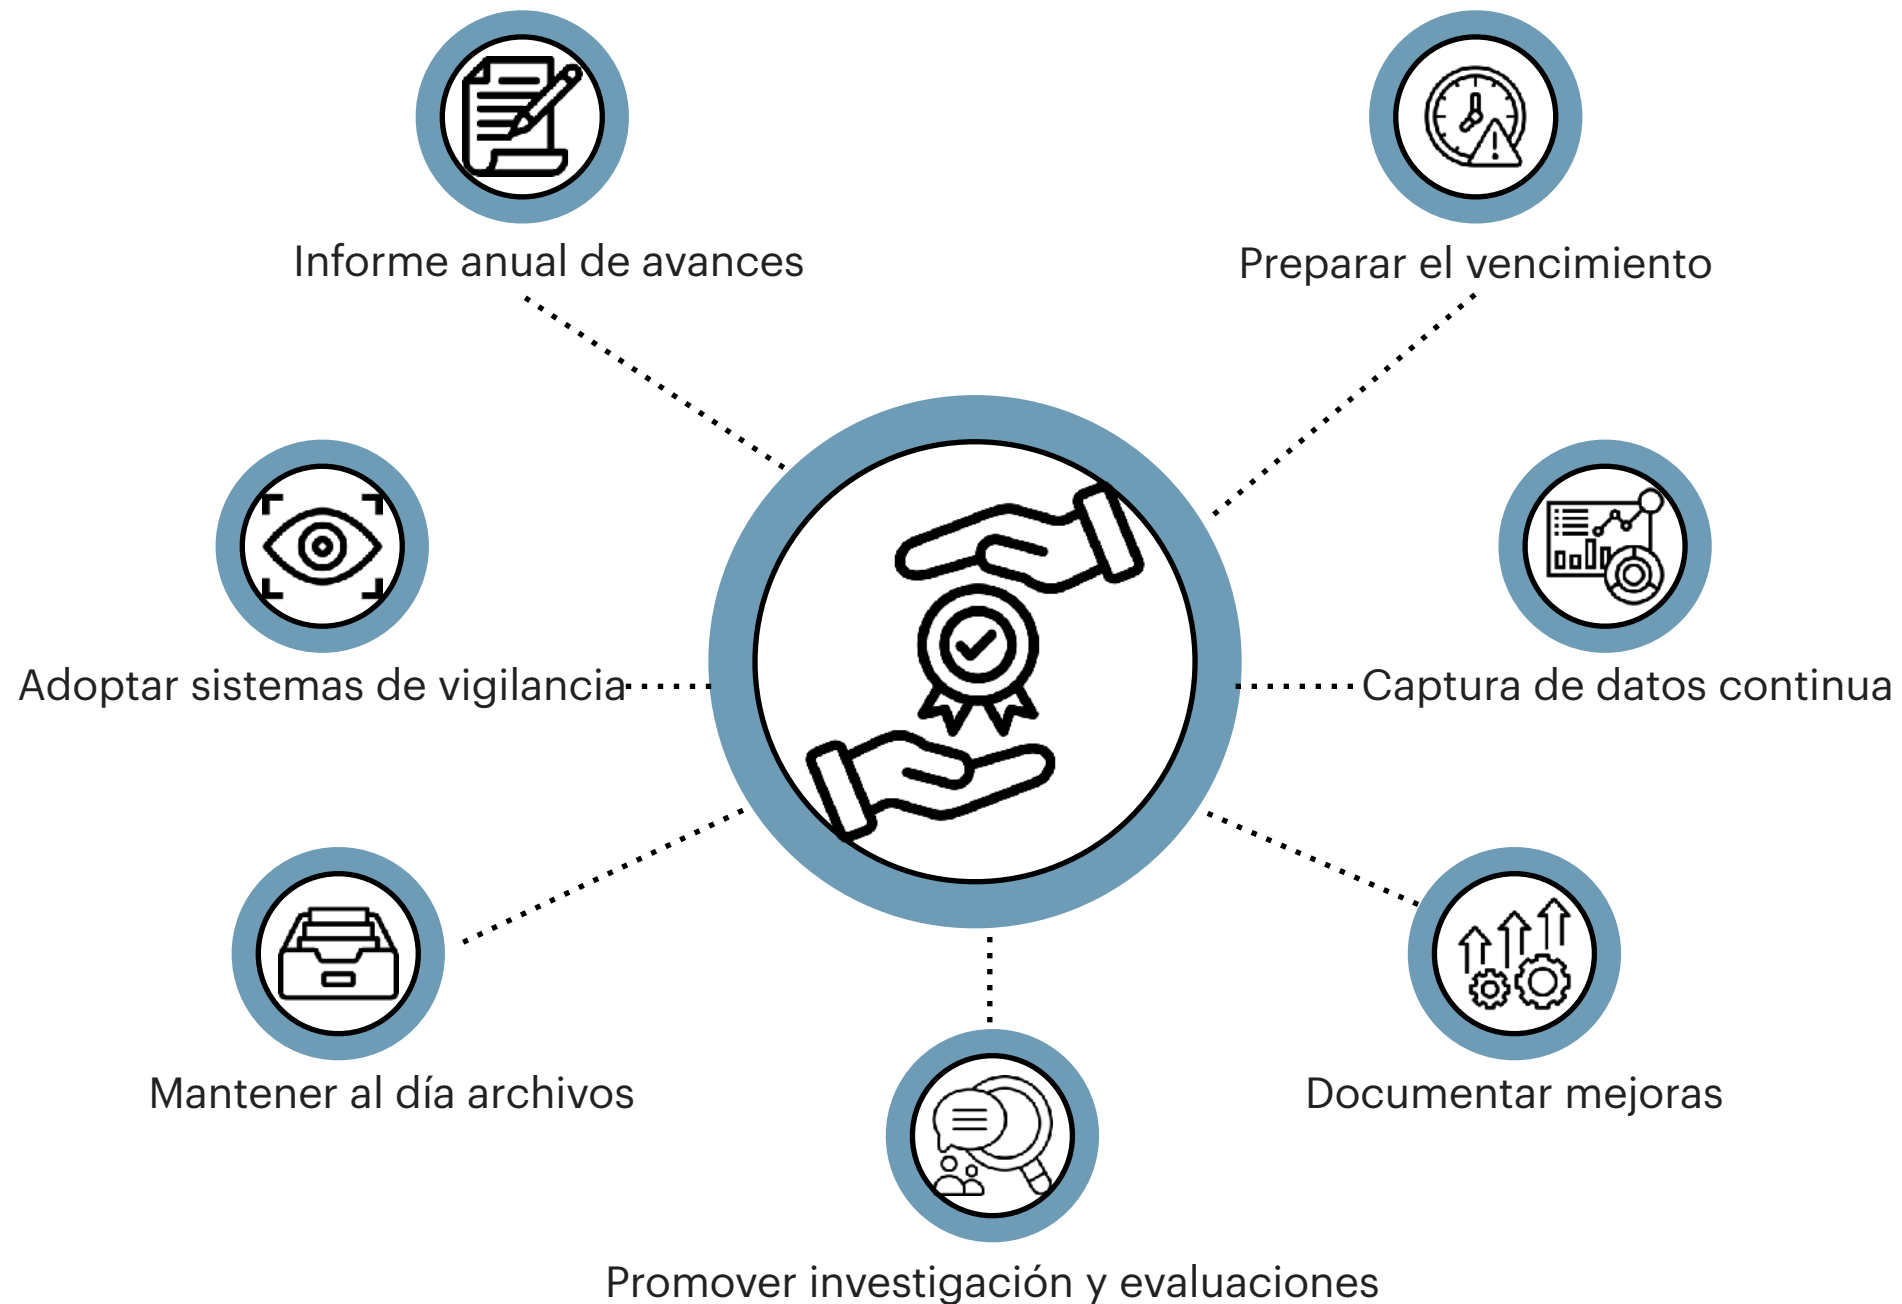 Informe anual de avances
Preparar el vencimiento
Adoptar sistemas de vigilancia
Captura de datos continua
Mantener al día archivos
Documentar mejoras
Promover investigación y evaluaciones